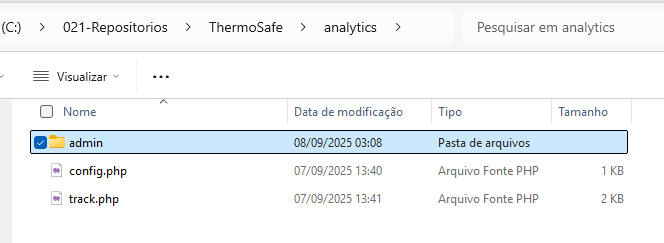 (C:) > 021-Repositorios > ThermoSafe > analytics > Pesquisar em analytics
Visualizar ...
Nome Data de modificação Tipo Tamanho
admin 08/09/2025 03:08 Pasta de arquivos
config.php 07/09/2025 13:40 Arquivo Fonte PHP 1 KB
track.php 07/09/2025 13:41 Arquivo Fonte PHP 2 KB